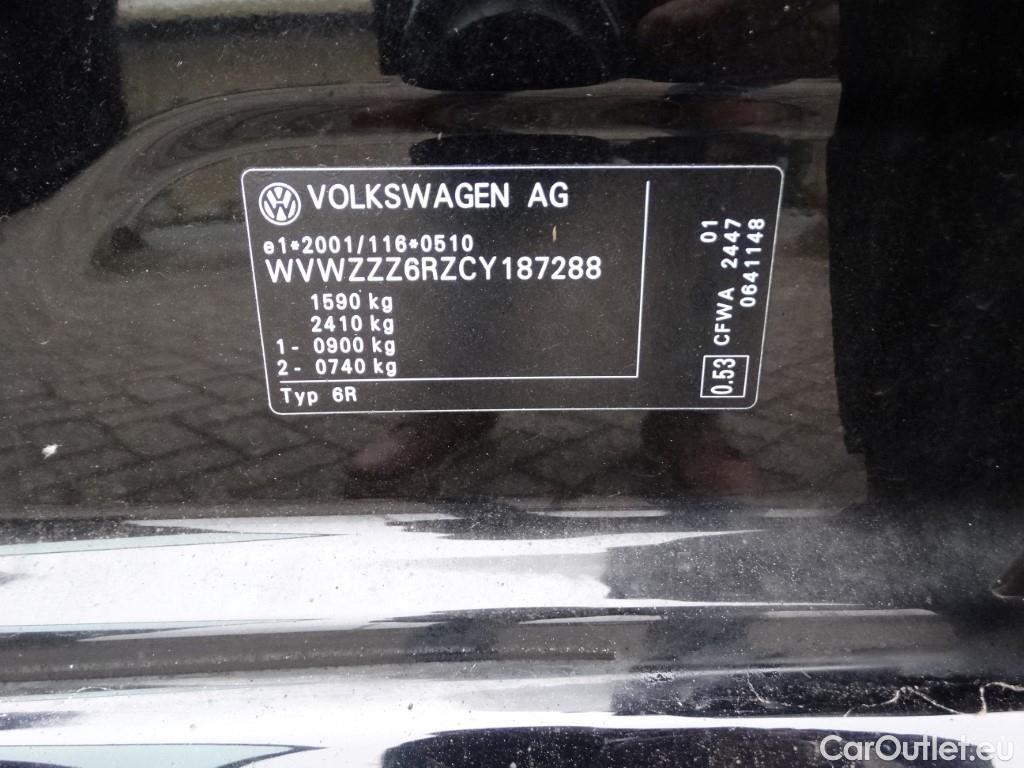 VOLKSWAGEN AG
e1*2001/116*0510
WVWZZZ6RZCY187288
1590 kg
2410 kg
1- 0900 kg
2- 0740 kg
Typ 6R
01
CFWA 2447
0641148
0.53
CarOutlet.eu